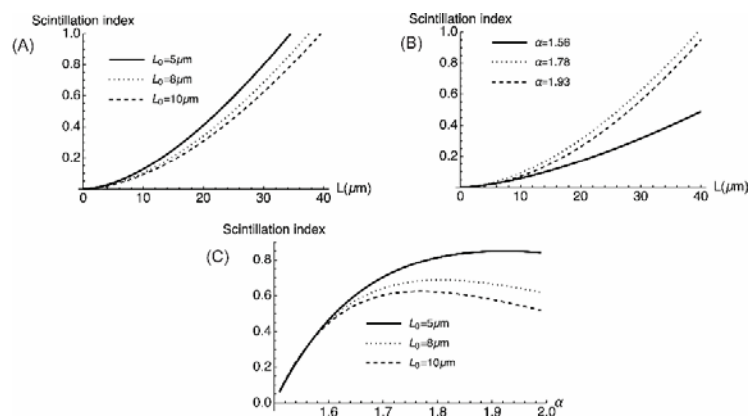 Scintillation index
(A)
1.0
0.8
0.6
0.4
0.2
L₀=5μm
L₀=8μm
L₀=10μm
0
10
20
30
40
L(μm)
Scintillation index
(B)
1.0
0.8
0.6
0.4
0.2
α=1.56
α=1.78
α=1.93
0
10
20
30
40
L(μm)
Scintillation index
(C)
0.8
0.6
0.4
0.2
0.0
L₀=5μm
L₀=8μm
L₀=10μm
1.6
1.7
1.8
1.9
2.0
α